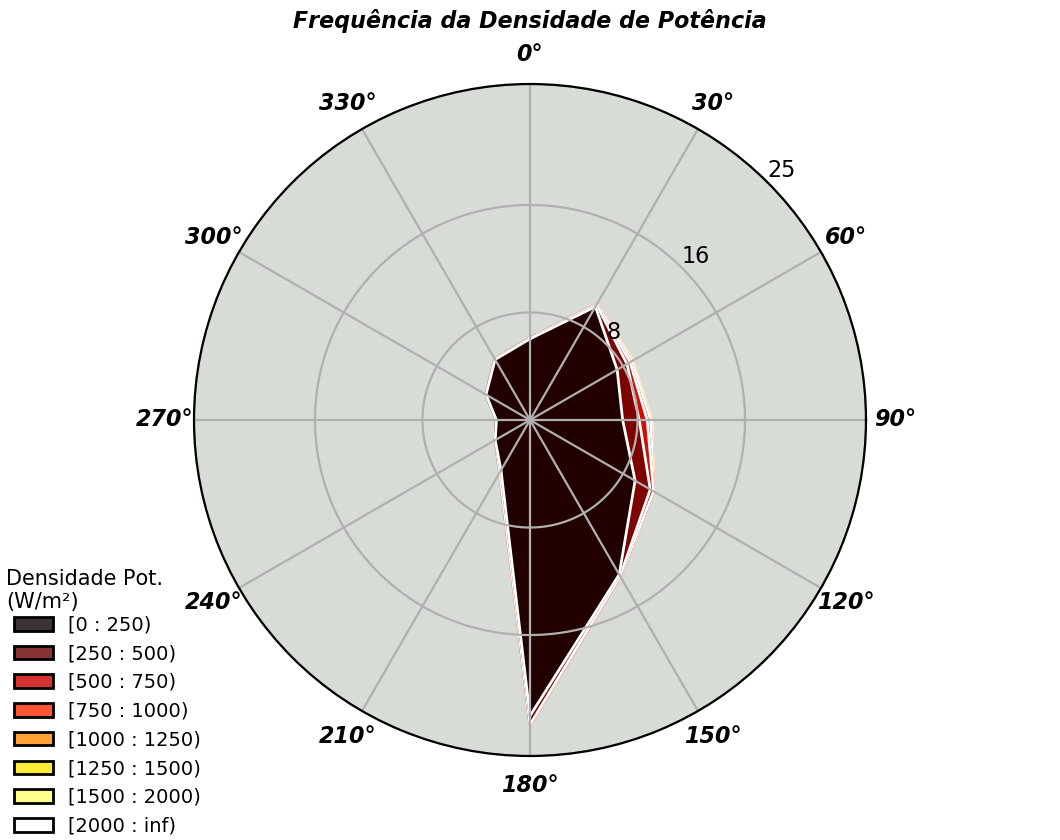 Frequência da Densidade de Potência
0°
330°
30°
25
300°
60°
16
8
270°
90°
240°
120°
210°
150°
180°
Densidade Pot.
(W/m²)
[0 : 250)
[250 : 500)
[500 : 750)
[750 : 1000)
[1000 : 1250)
[1250 : 1500)
[1500 : 2000)
[2000 : inf)